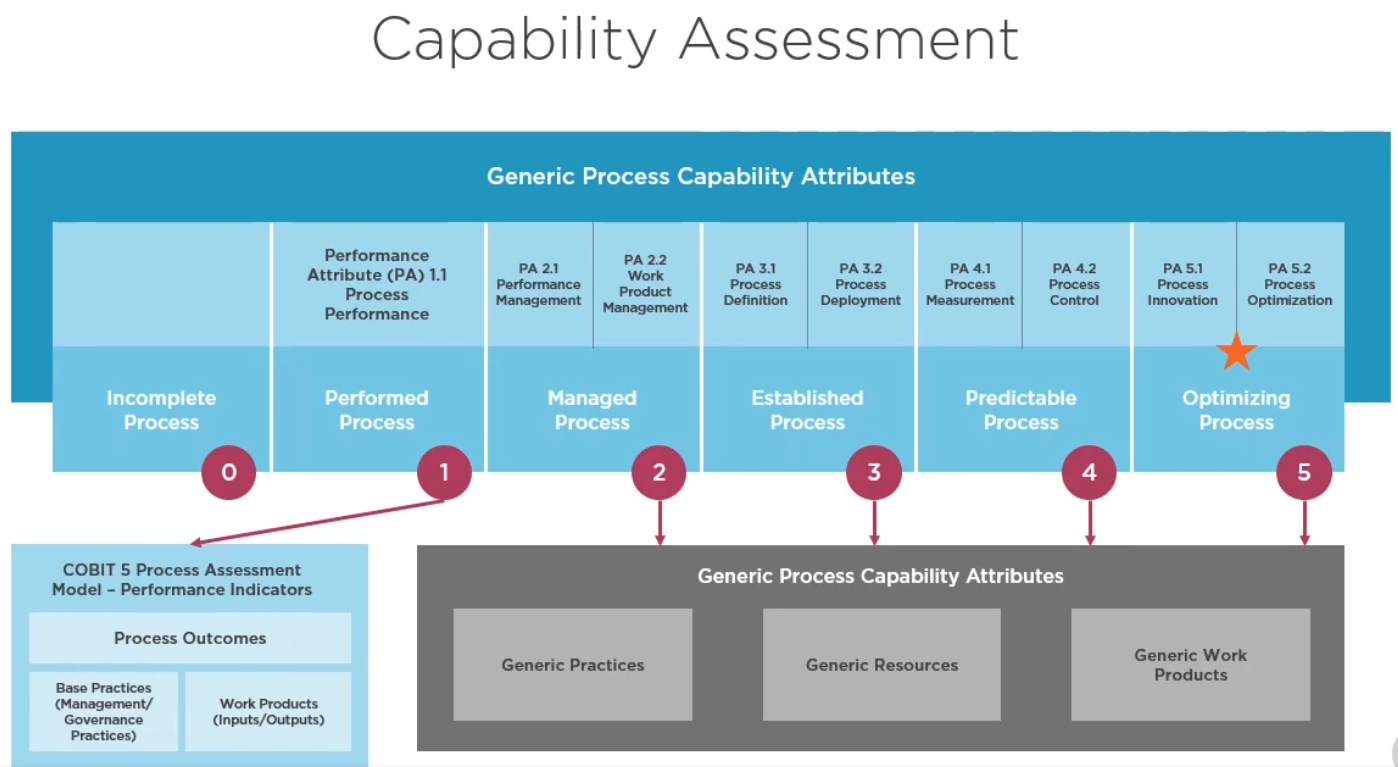 Capability Assessment
Generic Process Capability Attributes
Performance
Attribute (PA) 1.1
Process
Performance
PA 2.1
Performance
Management
PA 2.2
Work
Product
Management
PA 3.1
Process
Definition
PA 3.2
Process
Deployment
PA 4.1
Process
Measurement
PA 4.2
Process
Control
PA 5.1
Process
Innovation
PA 5.2
Process
Optimization
Incomplete
Process
Performed
Process
Managed
Process
Established
Process
Predictable
Process
Optimizing
Process
0
1
2
3
4
5
COBIT 5 Process Assessment
Model – Performance Indicators
Process Outcomes
Base Practices
(Management/
Governance
Practices)
Work Products
(Inputs/Outputs)
Generic Process Capability Attributes
Generic Practices
Generic Resources
Generic Work
Products